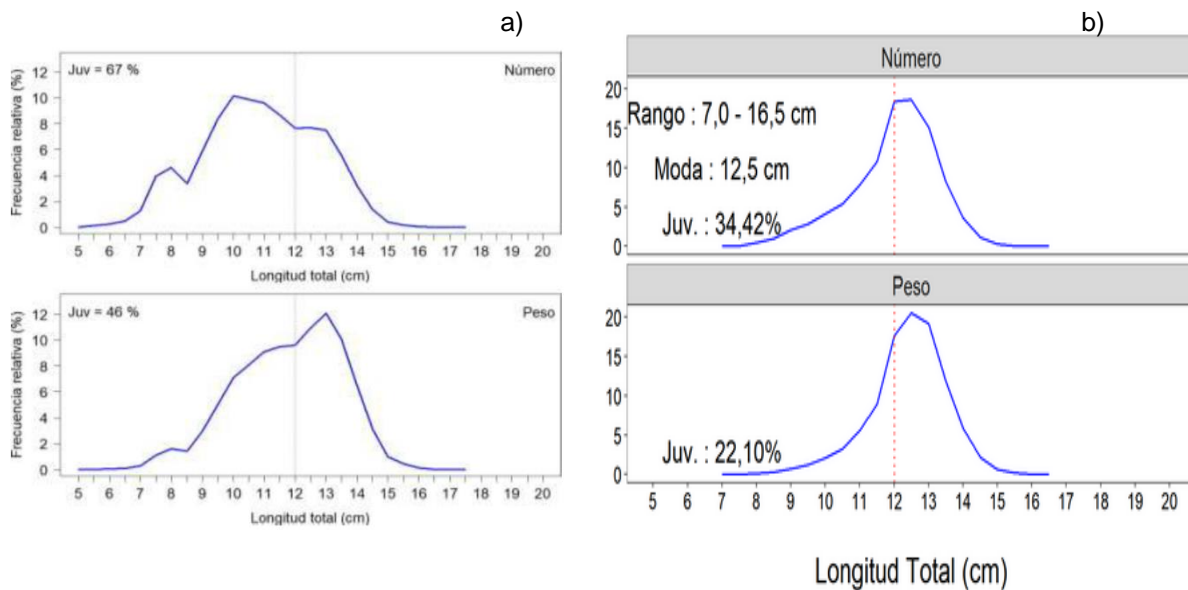 a)
Juv = 67 %
Número
Frecuencia relativa (%)
12
10
8
6
4
2
0
5 6 7 8 9 10 11 12 13 14 15 16 17 18 19 20
Longitud total (cm)
Juv = 46 %
Peso
Frecuencia relativa (%)
12
10
8
6
4
2
0
5 6 7 8 9 10 11 12 13 14 15 16 17 18 19 20
Longitud total (cm)
b)
Número
20
15
10
5
0
Rango : 7,0 - 16,5 cm
Moda : 12,5 cm
Juv. : 34,42%
Peso
20
15
10
5
0
Juv. : 22,10%
5 6 7 8 9 10 11 12 13 14 15 16 17 18 19 20
Longitud Total (cm)